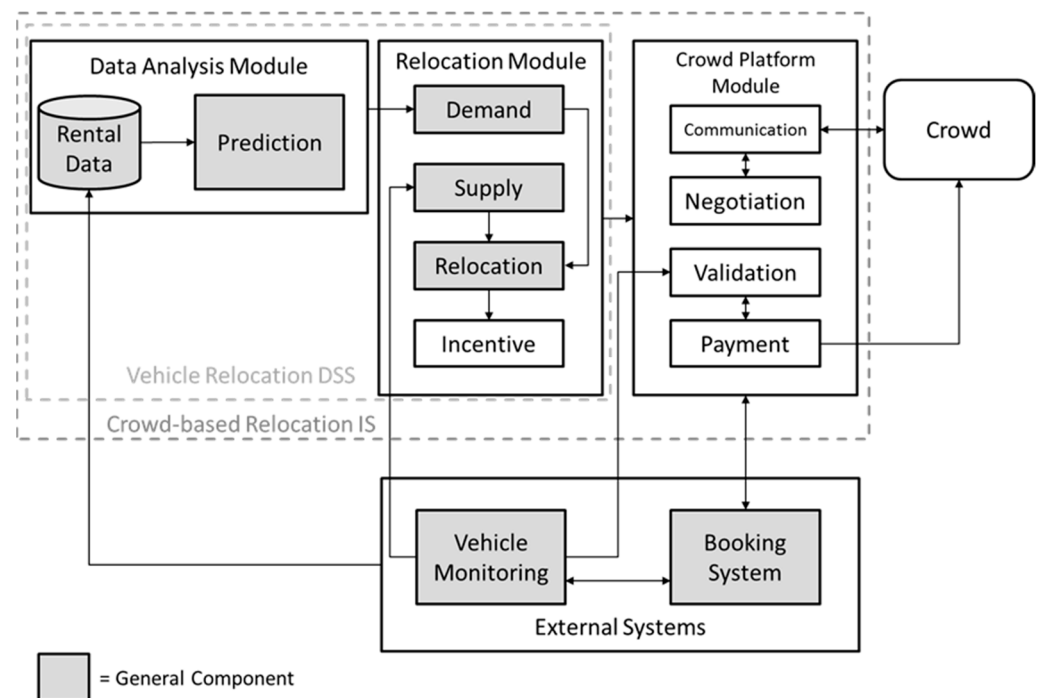 Data Analysis Module
Rental
Data
Prediction
Relocation Module
Demand
Supply
Relocation
Incentive
Crowd Platform
Module
Communication
Negotiation
Validation
Payment
Crowd
Vehicle Relocation DSS
Crowd-based Relocation IS
Vehicle
Monitoring
Booking
System
External Systems
= General Component